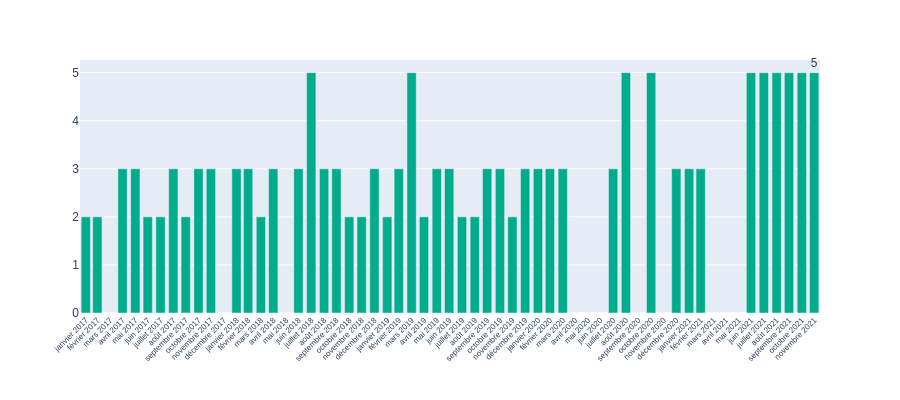 5
5
4
3
2
1
0
janvier 2017
février 2017
mars 2017
avril 2017
mai 2017
juin 2017
juillet 2017
août 2017
septembre 2017
octobre 2017
novembre 2017
décembre 2017
janvier 2018
février 2018
mars 2018
avril 2018
mai 2018
juin 2018
juillet 2018
août 2018
septembre 2018
octobre 2018
novembre 2018
décembre 2018
janvier 2019
février 2019
mars 2019
avril 2019
mai 2019
juin 2019
juillet 2019
août 2019
septembre 2019
octobre 2019
novembre 2019
décembre 2019
janvier 2020
février 2020
mars 2020
avril 2020
mai 2020
juin 2020
juillet 2020
août 2020
septembre 2020
octobre 2020
novembre 2020
décembre 2020
janvier 2021
février 2021
mars 2021
avril 2021
mai 2021
juin 2021
juillet 2021
août 2021
septembre 2021
octobre 2021
novembre 2021